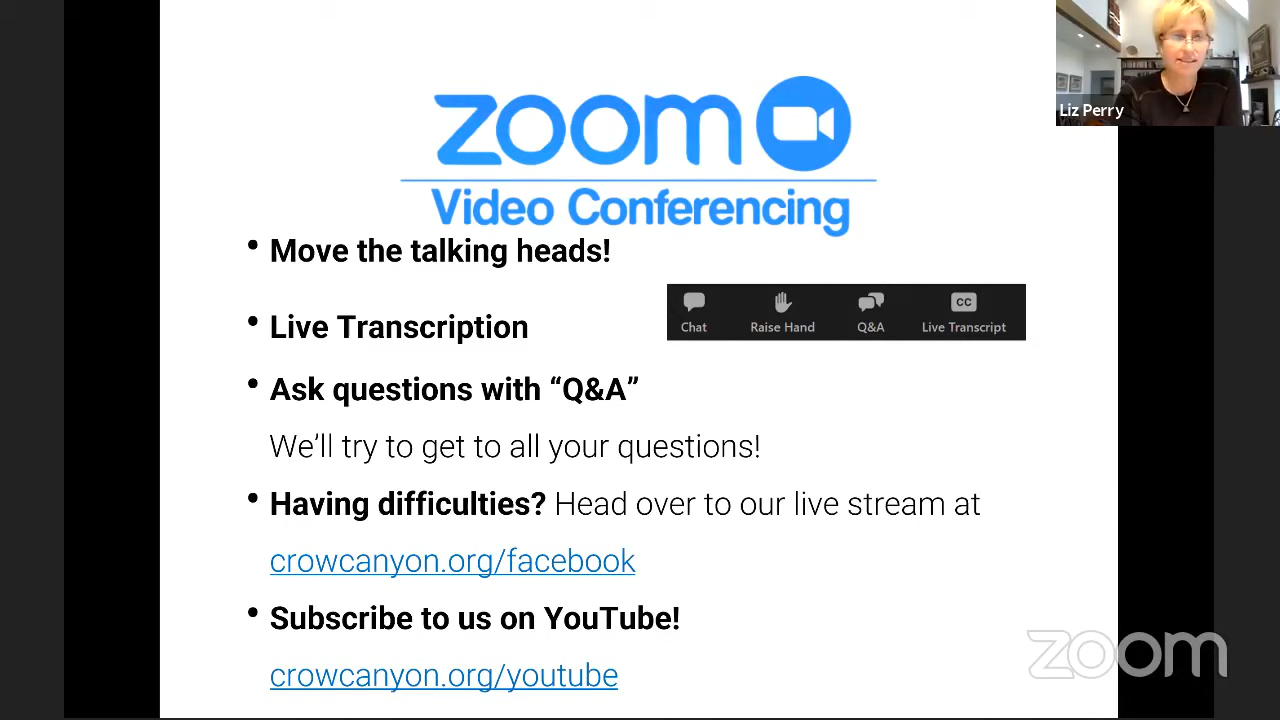 zoom
Video Conferencing
Liz Perry
• Move the talking heads!
• Live Transcription
CC
Chat Raise Hand Q&A Live Transcript
• Ask questions with “Q&A”
We’ll try to get to all your questions!
• Having difficulties? Head over to our live stream at
crowcanyon.org/facebook
• Subscribe to us on YouTube!
crowcanyon.org/youtube
zoom